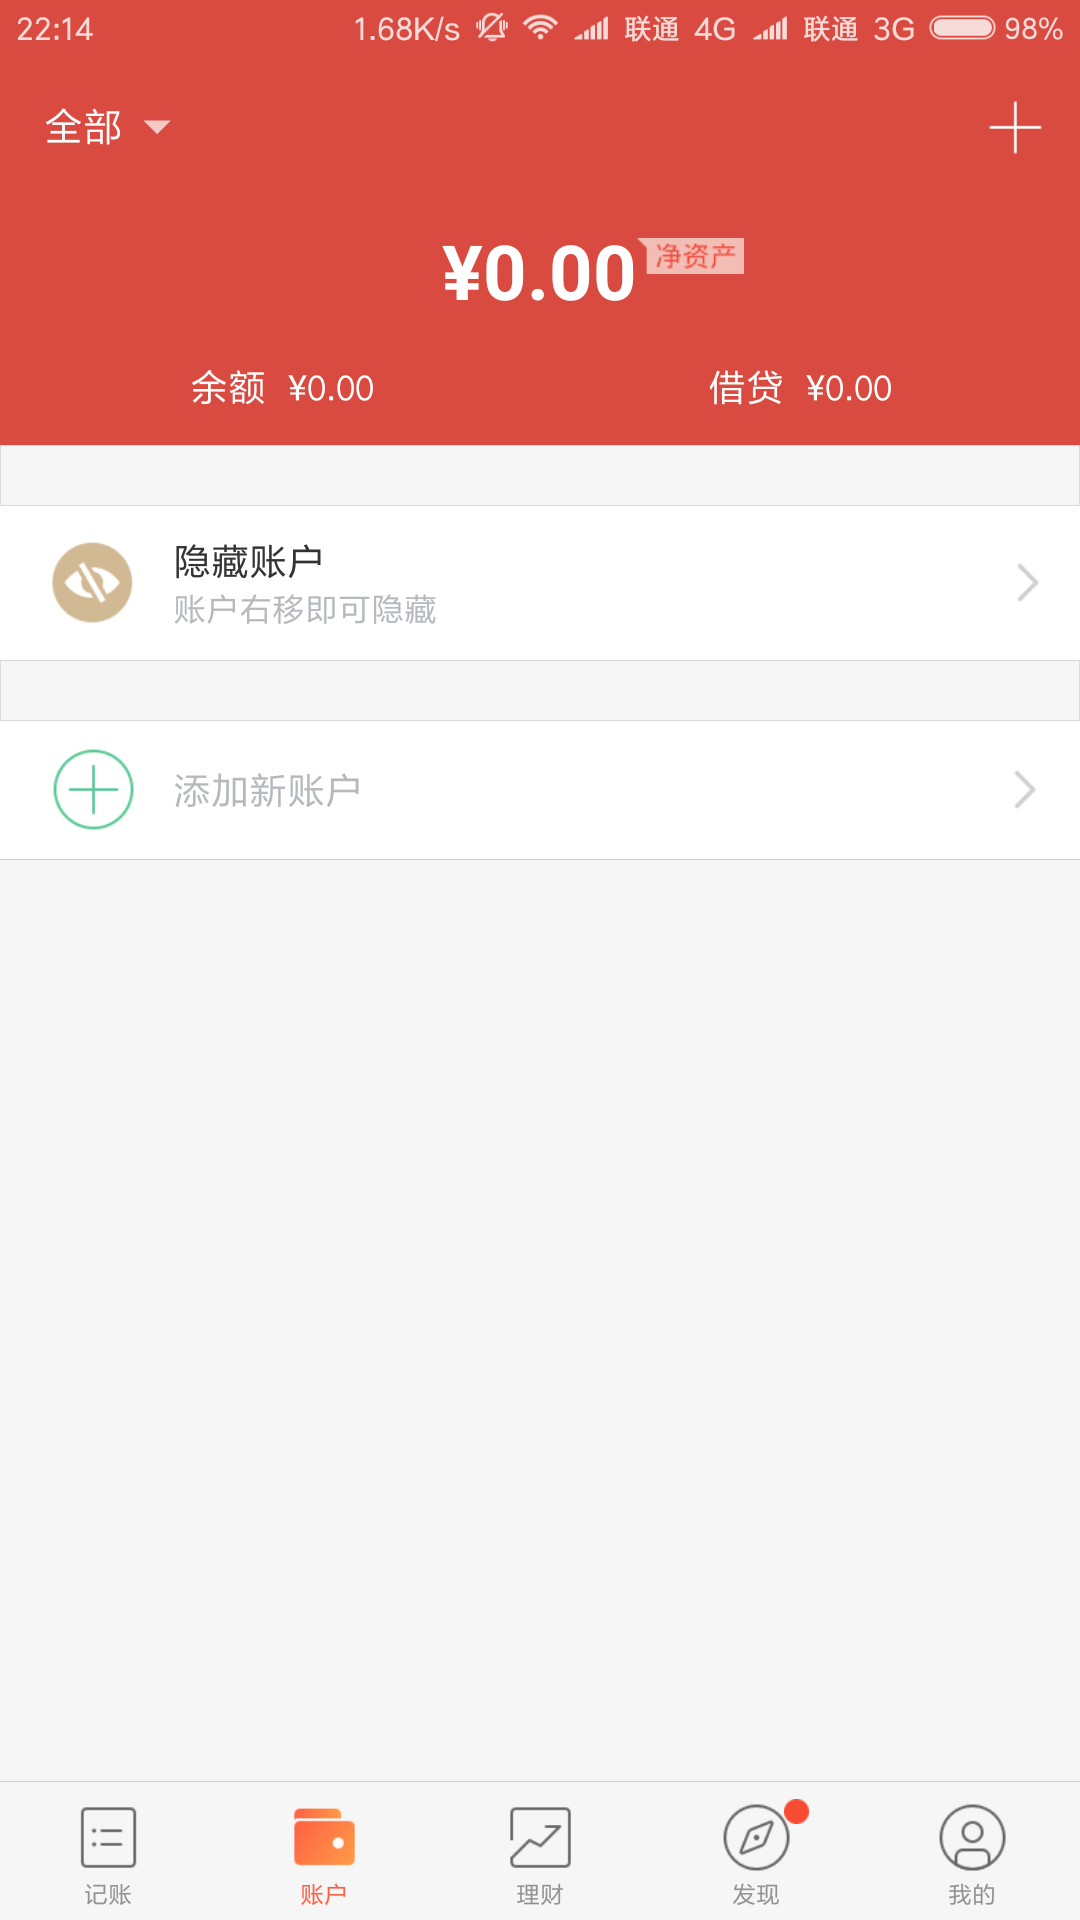 22:14 1.68K/s 联通 4G 联通 3G 98%
全部
¥0.00 净资产
余额 ¥0.00 借贷 ¥0.00
隐藏账户
账户右移即可隐藏
添加新账户
记账 账户 理财 发现 我的